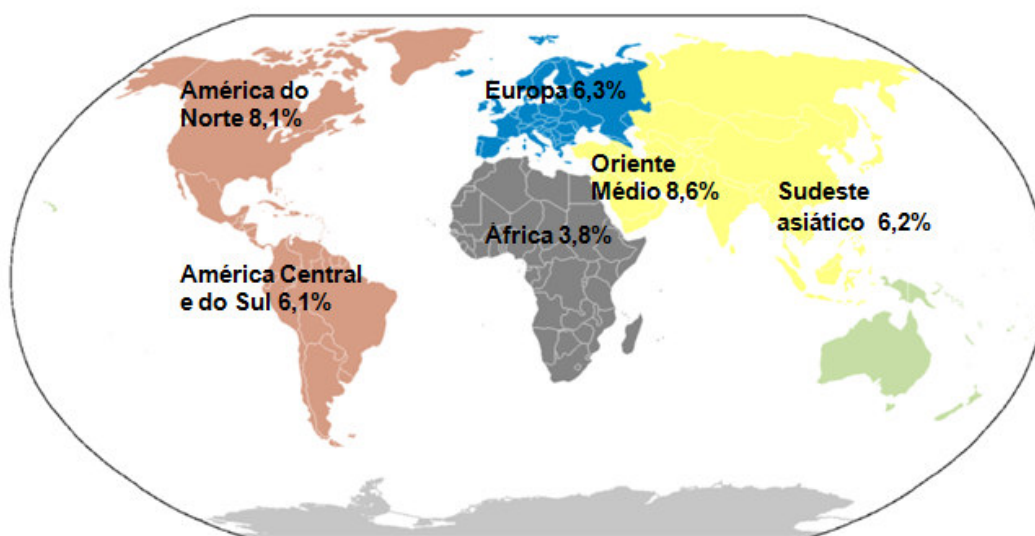 América do
Norte 8,1%
Europa 6,3%
Oriente
Médio 8,6%
Sudeste
asiático 6,2%
África 3,8%
América Central
e do Sul 6,1%